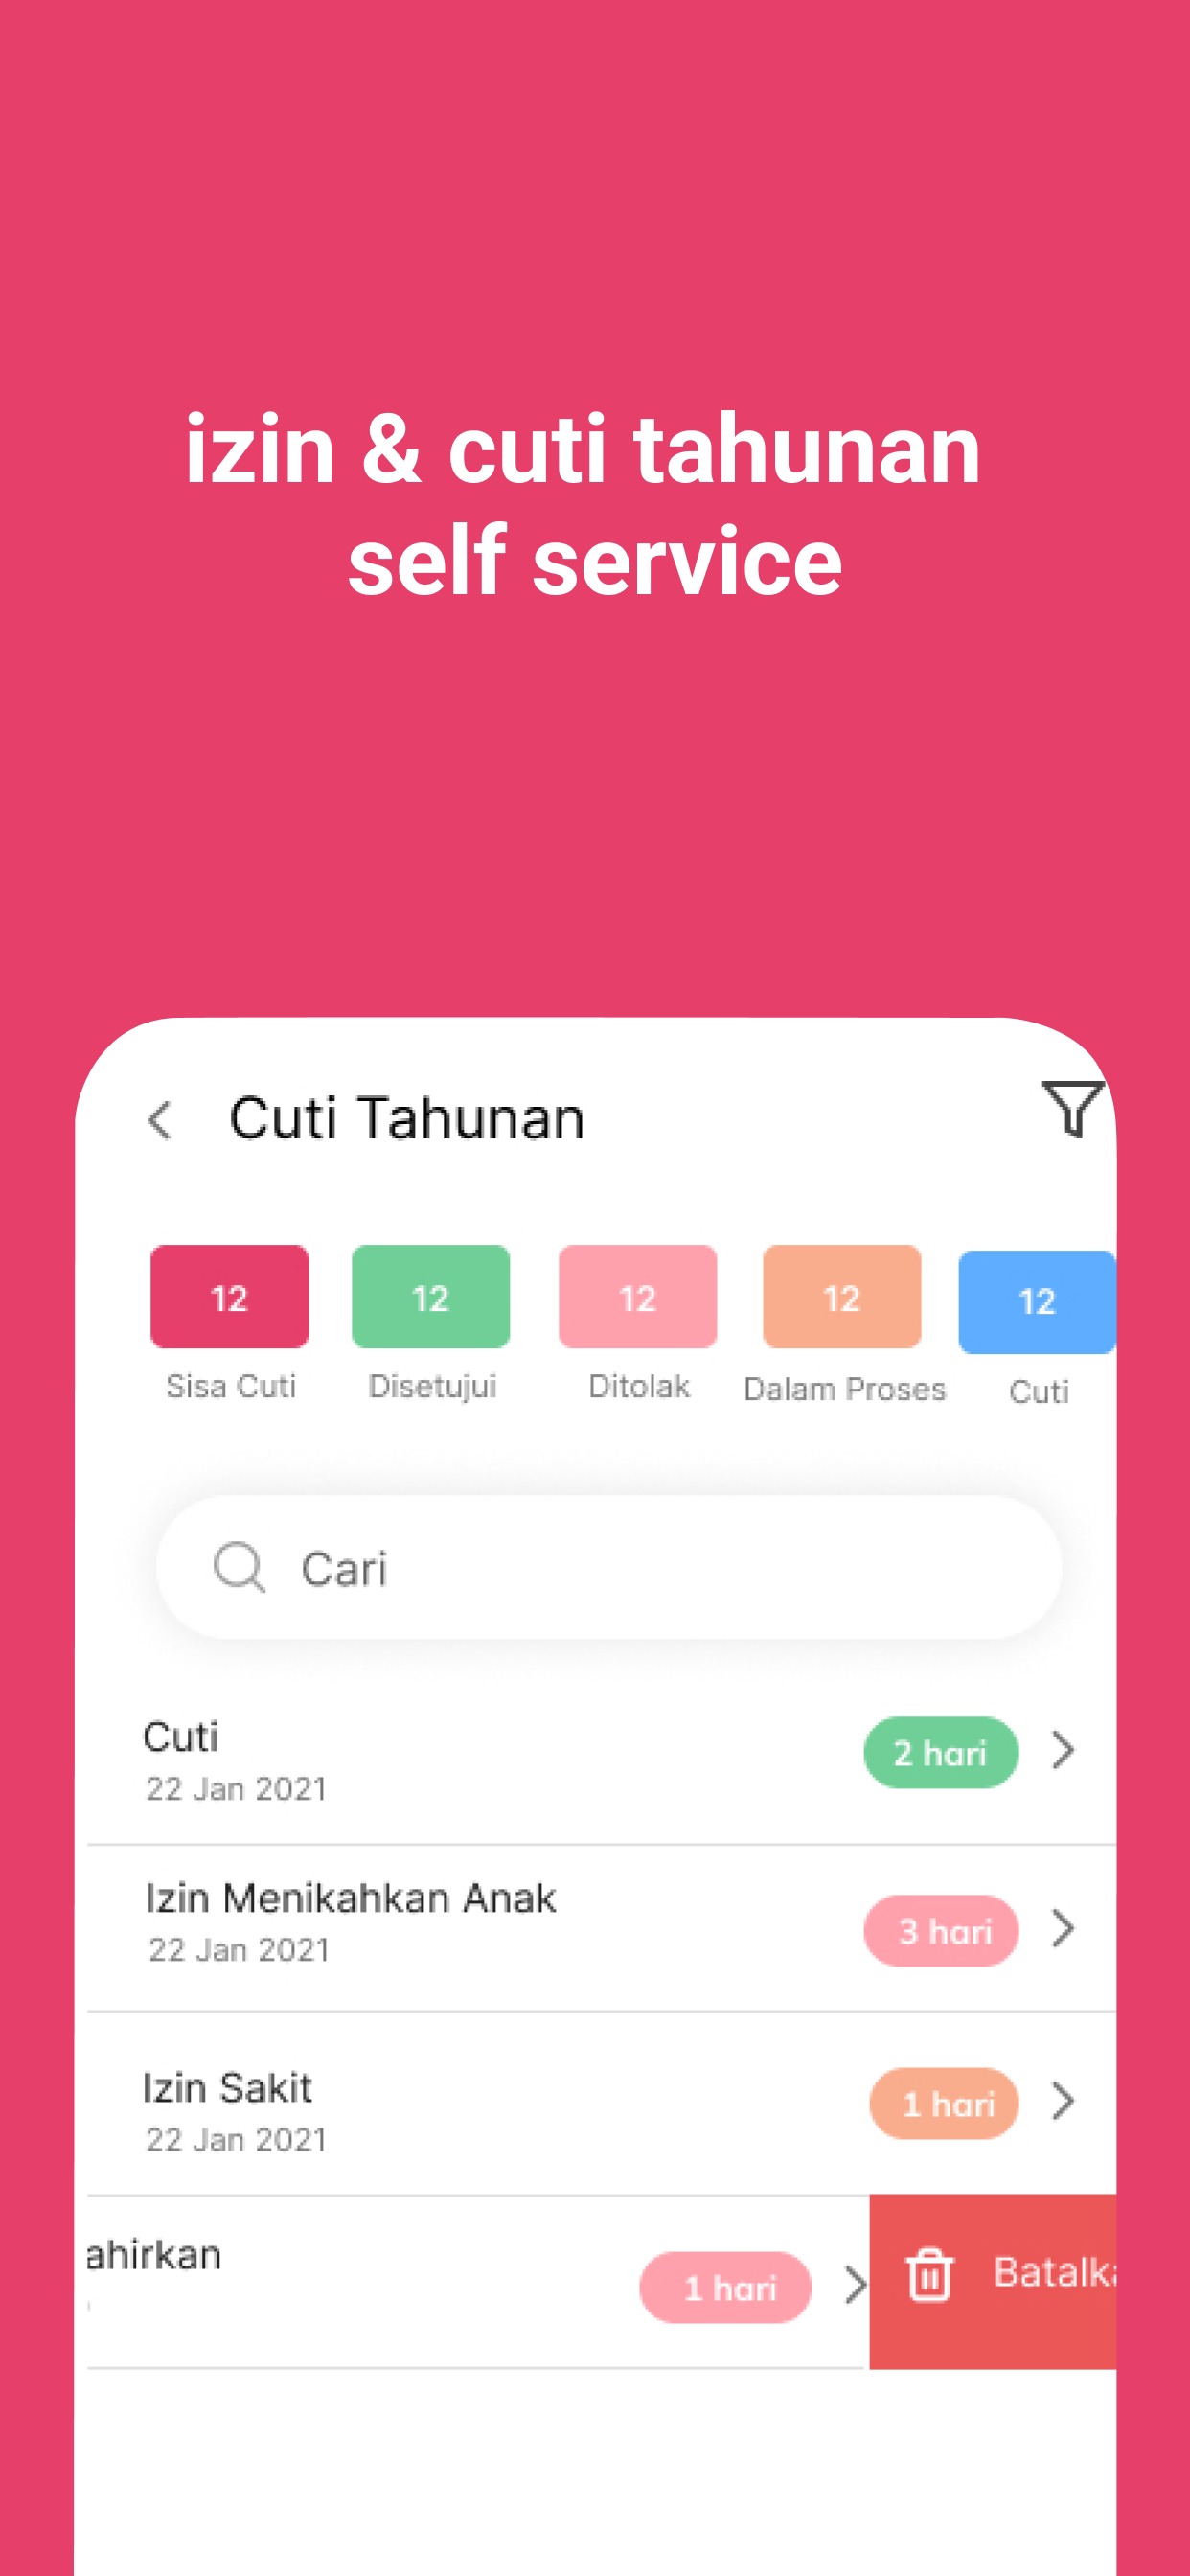 izin & cuti tahunan
self service
Cuti Tahunan
12 12 12 12 12
Sisa Cuti Disetujui Ditolak Dalam Proses Cuti
Cari
Cuti
2 hari
22 Jan 2021
Izin Menikahkan Anak
3 hari
22 Jan 2021
Izin Sakit
1 hari
22 Jan 2021
ahirkan
1 hari
Batalka